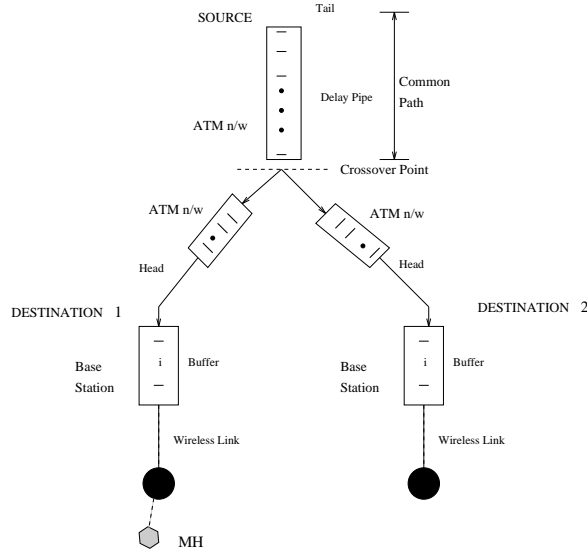 Tail
SOURCE
Delay Pipe
Common
Path
ATM n/w
Crossover Point
ATM n/w
ATM n/w
Head
Head
DESTINATION 1
DESTINATION 2
Base
Station
i
Buffer
Base
Station
i
Buffer
Wireless Link
Wireless Link
MH